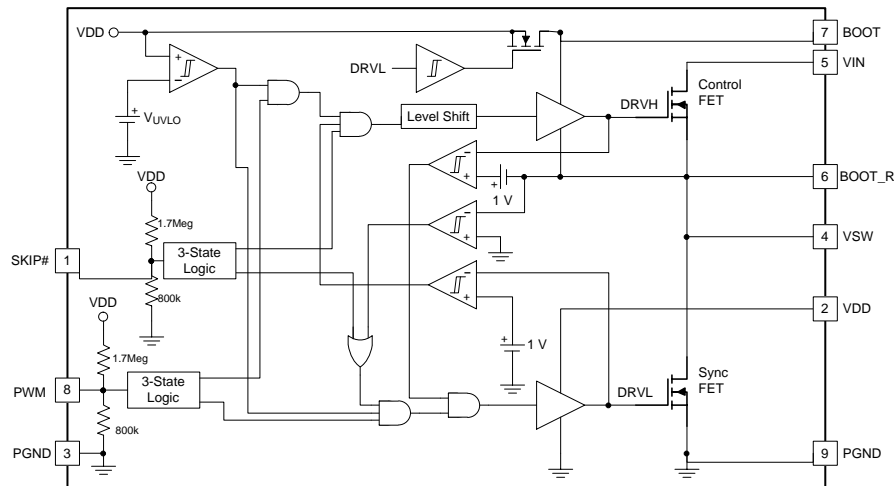 VDD
7
BOOT
5
VIN
DRVL
Control
FET
DRVH
+
−
+
VUVLO
Level Shift
−
+
+
1 V
6
BOOT_R
VDD
1.7Meg
−
+
SKIP#
1
3-State
Logic
4
VSW
800k
−
+
VDD
2
VDD
1.7Meg
+
1 V
Sync
FET
PWM
8
3-State
Logic
DRVL
800k
PGND
3
9
PGND